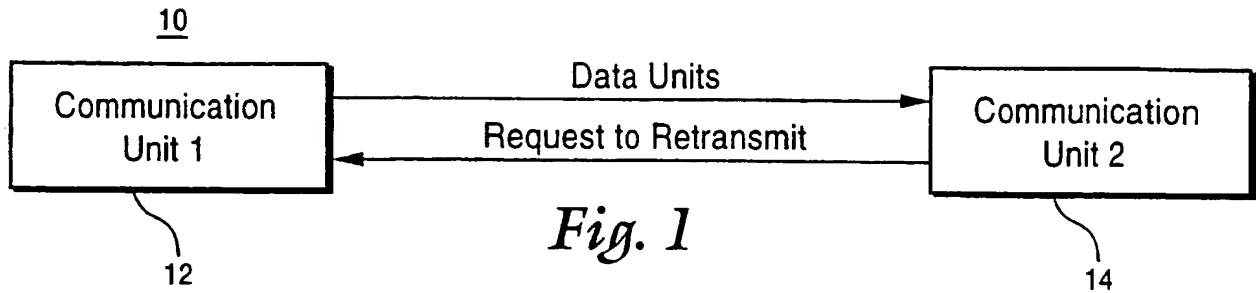 10
Communication
Unit 1
Data Units
Request to Retransmit
Communication
Unit 2
12
Fig. 1
14